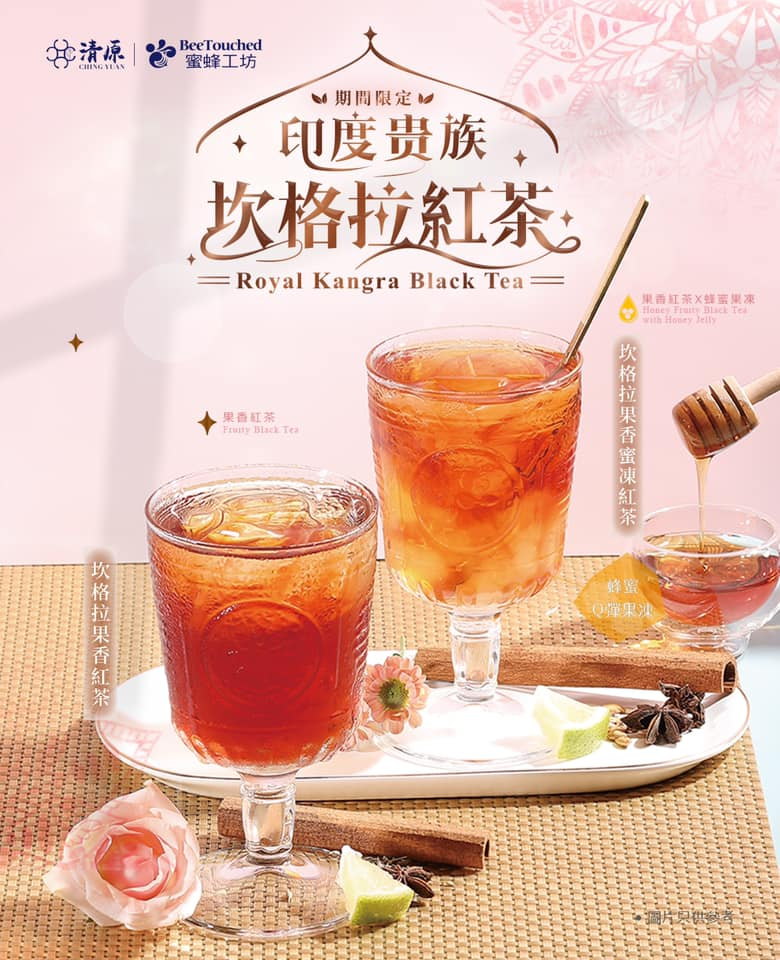 清原
CHING YUAN
BeeTouched
蜜蜂工坊
期間限定
印度贵族
坎格拉紅茶
Royal Kangra Black Tea
果香紅茶X蜂蜜果凍
Honey Fruity Black Tea
with Honey Jelly
坎格拉果香蜜凍紅茶
果香紅茶
Fruity Black Tea
坎格拉果香紅茶
蜂蜜
Q彈果凍
圖片只供參考